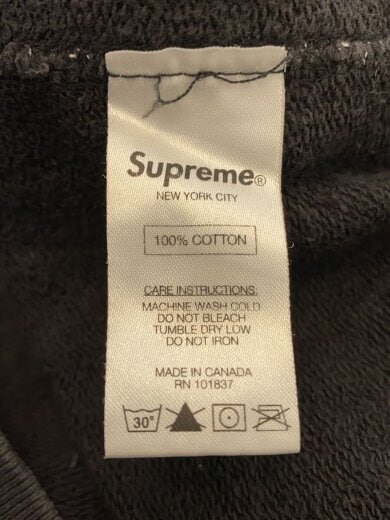 Supreme®
NEW YORK CITY
100% COTTON
CARE INSTRUCTIONS:
MACHINE WASH COLD
DO NOT BLEACH
TUMBLE DRY LOW
DO NOT IRON
MADE IN CANADA
RN 101837
30°